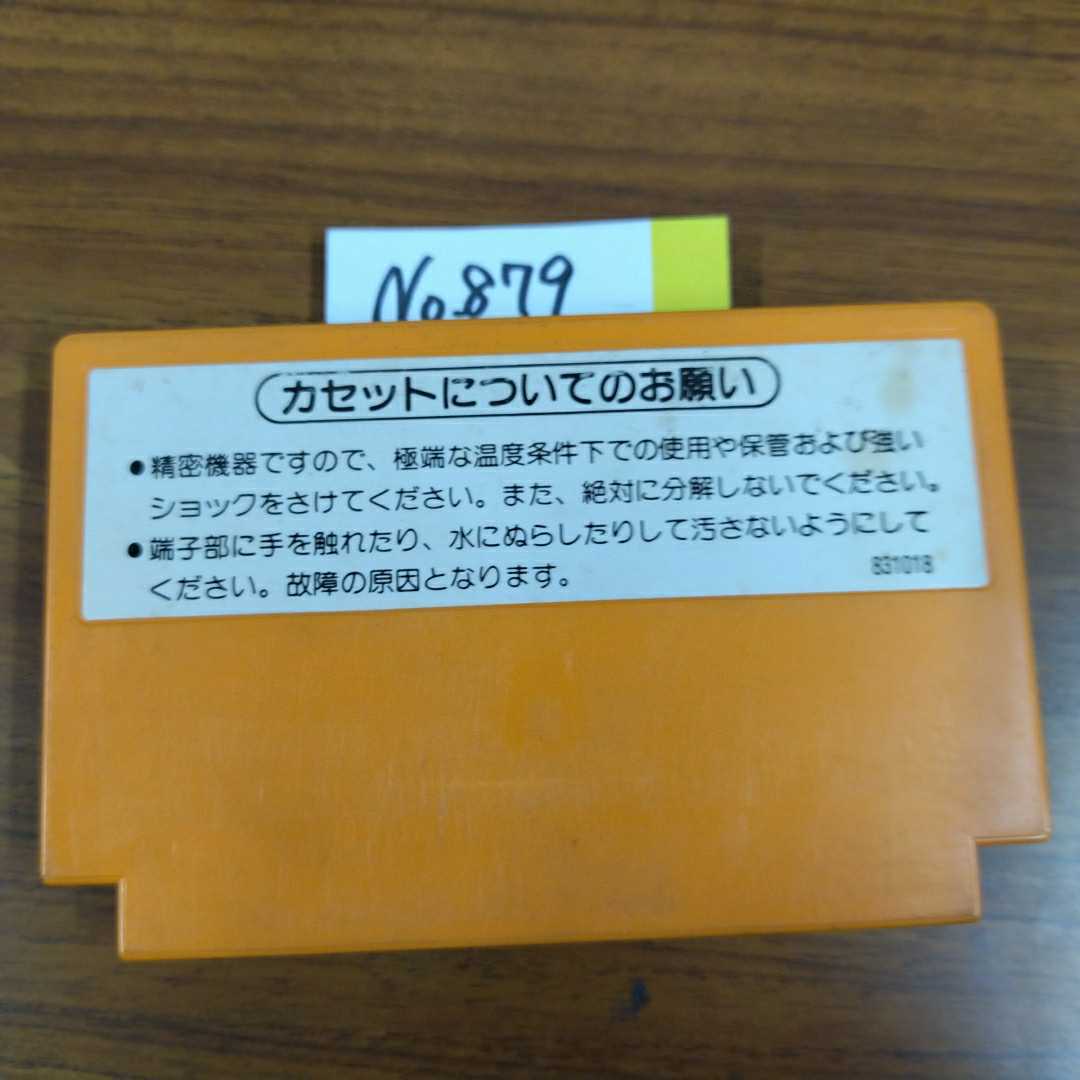 No.879
カセットについてのお願い
●精密機器ですので、極端な温度条件下での使用や保管および強い
ショックをさけてください。また、絶対に分解しないでください。
●端子部に手を触れたり、水にぬらしたりして汚さないようにして
ください。故障の原因となります。
831018